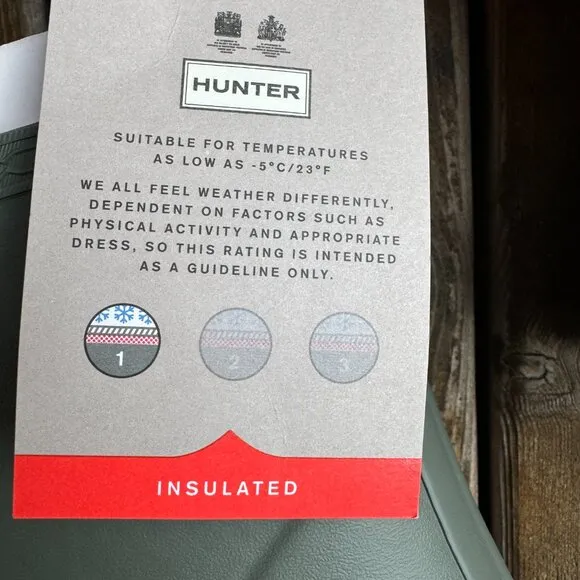 HUNTER
SUITABLE FOR TEMPERATURES
AS LOW AS -5°C/23°F
WE ALL FEEL WEATHER DIFFERENTLY,
DEPENDENT ON FACTORS SUCH AS
PHYSICAL ACTIVITY AND APPROPRIATE
DRESS, SO THIS RATING IS INTENDED
AS A GUIDELINE ONLY.
1 2 3
INSULATED